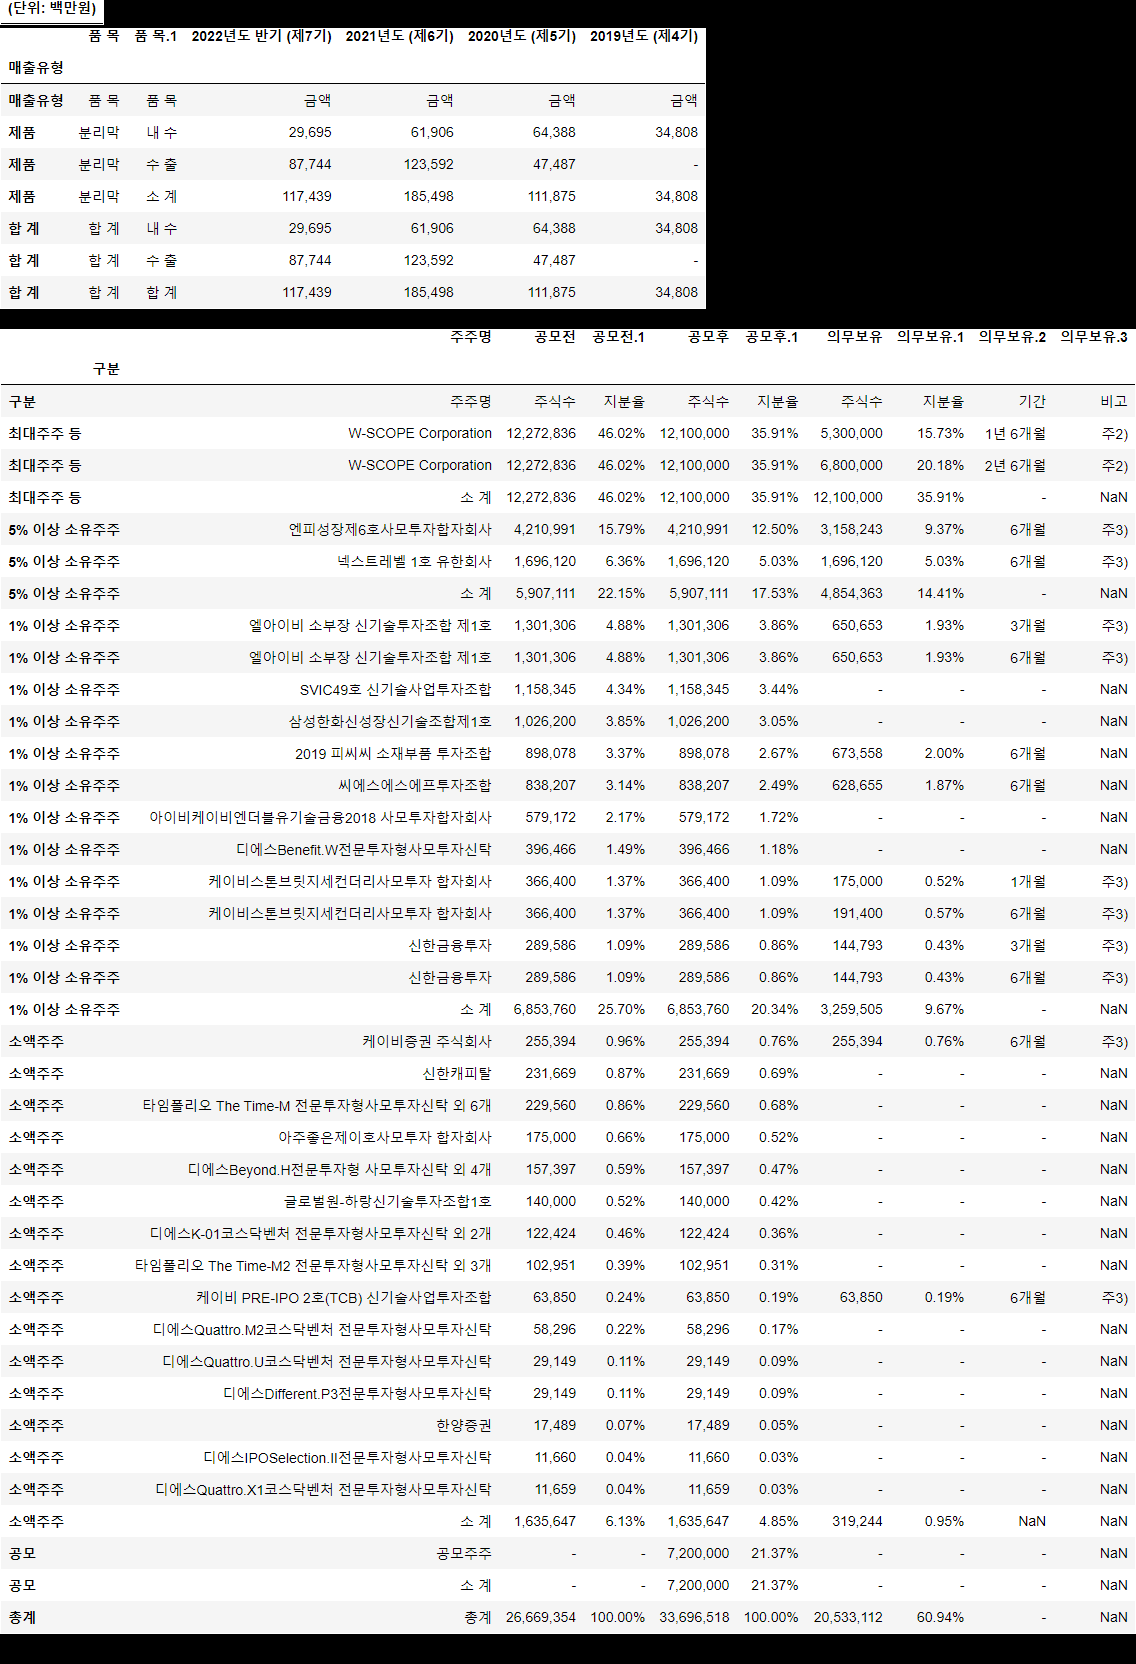 (단위: 백만원)
품 목 품 목.1 2022년도 반기 (제7기) 2021년도 (제6기) 2020년도 (제5기) 2019년도 (제4기)
매출유형
매출유형 품 목 품 목 금액 금액 금액 금액
제품 분리막 내 수 29,695 61,906 64,388 34,808
제품 분리막 수 출 87,744 123,592 47,487 -
제품 분리막 소 계 117,439 185,498 111,875 34,808
합 계 합 계 내 수 29,695 61,906 64,388 34,808
합 계 합 계 수 출 87,744 123,592 47,487 -
합 계 합 계 합 계 117,439 185,498 111,875 34,808
주주명 공모전 공모전.1 공모후 공모후.1 의무보유 의무보유.1 의무보유.2 의무보유.3
구분
구분 주주명 주식수 지분율 주식수 지분율 주식수 지분율 기간 비고
최대주주 등 W-SCOPE Corporation 12,272,836 46.02% 12,100,000 35.91% 5,300,000 15.73% 1년 6개월 주2)
최대주주 등 W-SCOPE Corporation 12,272,836 46.02% 12,100,000 35.91% 6,800,000 20.18% 2년 6개월 주2)
최대주주 등 소 계 12,272,836 46.02% 12,100,000 35.91% 12,100,000 35.91% - NaN
5% 이상 소유주주 엔피성장제6호사모투자합자회사 4,210,991 15.79% 4,210,991 12.50% 3,158,243 9.37% 6개월 주3)
5% 이상 소유주주 넥스트레벨 1호 유한회사 1,696,120 6.36% 1,696,120 5.03% 1,696,120 5.03% 6개월 주3)
5% 이상 소유주주 소 계 5,907,111 22.15% 5,907,111 17.53% 4,854,363 14.41% - NaN
1% 이상 소유주주 엘아이비 소부장 신기술투자조합 제1호 1,301,306 4.88% 1,301,306 3.86% 650,653 1.93% 3개월 주3)
1% 이상 소유주주 엘아이비 소부장 신기술투자조합 제1호 1,301,306 4.88% 1,301,306 3.86% 650,653 1.93% 6개월 주3)
1% 이상 소유주주 SVIC49호 신기술사업투자조합 1,158,345 4.34% 1,158,345 3.44% - - - NaN
1% 이상 소유주주 삼성한화신성장신기술조합제1호 1,026,200 3.85% 1,026,200 3.05% - - - NaN
1% 이상 소유주주 2019 피씨씨 소재부품 투자조합 898,078 3.37% 898,078 2.67% 673,558 2.00% 6개월 NaN
1% 이상 소유주주 씨에스에스에프투자조합 838,207 3.14% 838,207 2.49% 628,655 1.87% 6개월 NaN
1% 이상 소유주주 아이비케이비엔더블유기술금융2018 사모투자합자회사 579,172 2.17% 579,172 1.72% - - - NaN
1% 이상 소유주주 디에스Benefit.W전문투자형사모투자신탁 396,466 1.49% 396,466 1.18% - - - NaN
1% 이상 소유주주 케이비스톤브릿지세컨더리사모투자 합자회사 366,400 1.37% 366,400 1.09% 175,000 0.52% 1개월 주3)
1% 이상 소유주주 케이비스톤브릿지세컨더리사모투자 합자회사 366,400 1.37% 366,400 1.09% 191,400 0.57% 6개월 주3)
1% 이상 소유주주 신한금융투자 289,586 1.09% 289,586 0.86% 144,793 0.43% 3개월 주3)
1% 이상 소유주주 신한금융투자 289,586 1.09% 289,586 0.86% 144,793 0.43% 6개월 주3)
1% 이상 소유주주 소 계 6,853,760 25.70% 6,853,760 20.34% 3,259,505 9.67% - NaN
소액주주 케이비증권 주식회사 255,394 0.96% 255,394 0.76% 255,394 0.76% 6개월 주3)
소액주주 신한캐피탈 231,669 0.87% 231,669 0.69% - - - NaN
소액주주 타임폴리오 The Time-M 전문투자형사모투자신탁 외 6개 229,560 0.86% 229,560 0.68% - - - NaN
소액주주 아주좋은제이호사모투자 합자회사 175,000 0.66% 175,000 0.52% - - - NaN
소액주주 디에스Beyond.H전문투자형 사모투자신탁 외 4개 157,397 0.59% 157,397 0.47% - - - NaN
소액주주 글로벌원-하랑신기술투자조합1호 140,000 0.52% 140,000 0.42% - - - NaN
소액주주 디에스K-01코스닥벤처 전문투자형사모투자신탁 외 2개 122,424 0.46% 122,424 0.36% - - - NaN
소액주주 타임폴리오 The Time-M2 전문투자형사모투자신탁 외 3개 102,951 0.39% 102,951 0.31% - - - NaN
소액주주 케이비 PRE-IPO 2호(TCB) 신기술사업투자조합 63,850 0.24% 63,850 0.19% 63,850 0.19% 6개월 주3)
소액주주 디에스Quattro.M2코스닥벤처 전문투자형사모투자신탁 58,296 0.22% 58,296 0.17% - - - NaN
소액주주 디에스Quattro.U코스닥벤처 전문투자형사모투자신탁 29,149 0.11% 29,149 0.09% - - - NaN
소액주주 디에스Different.P3전문투자형사모투자신탁 29,149 0.11% 29,149 0.09% - - - NaN
소액주주 한양증권 17,489 0.07% 17,489 0.05% - - - NaN
소액주주 디에스IPOSelection.II전문투자형사모투자신탁 11,660 0.04% 11,660 0.03% - - - NaN
소액주주 디에스Quattro.X1코스닥벤처 전문투자형사모투자신탁 11,659 0.04% 11,659 0.03% - - - NaN
소액주주 소 계 1,635,647 6.13% 1,635,647 4.85% 319,244 0.95% NaN NaN
공모 공모주주 - - 7,200,000 21.37% - - - NaN
공모 소 계 - - 7,200,000 21.37% - - - NaN
총계 총계 26,669,354 100.00% 33,696,518 100.00% 20,533,112 60.94% - NaN